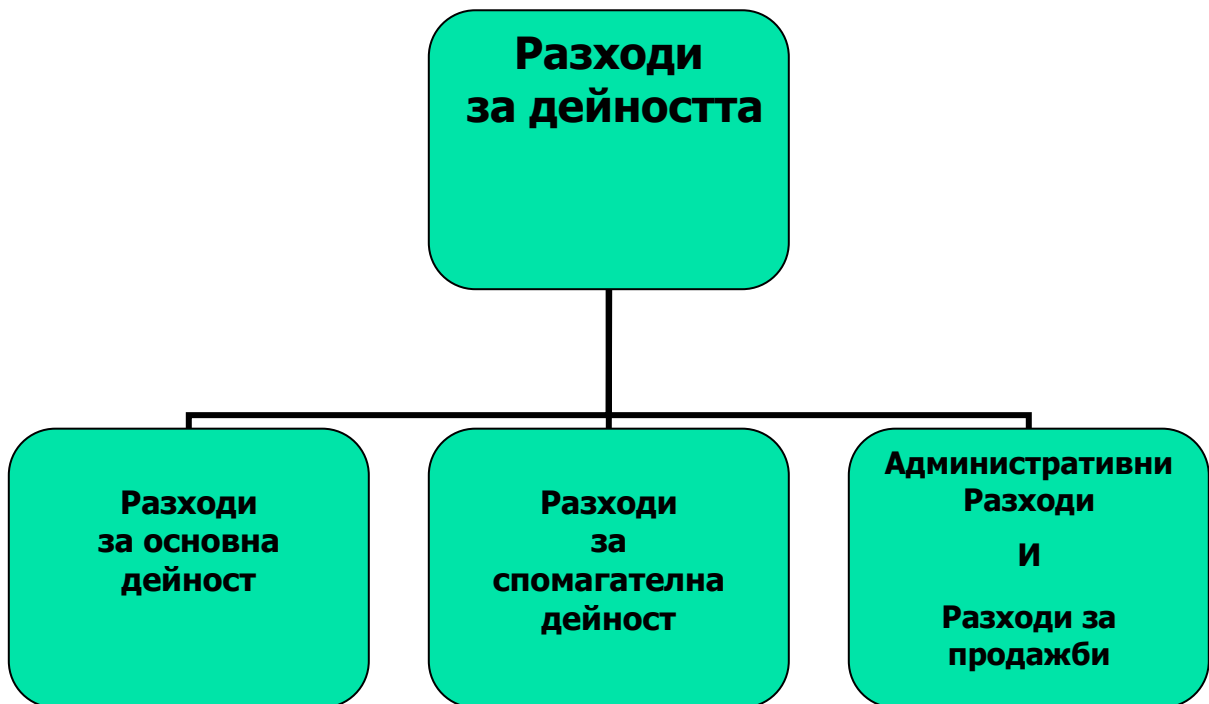 Разходи
за дейността
Разходи
за основна
дейност
Разходи
за
спомагателна
дейност
Административни
Разходи
И
Разходи за
продажби